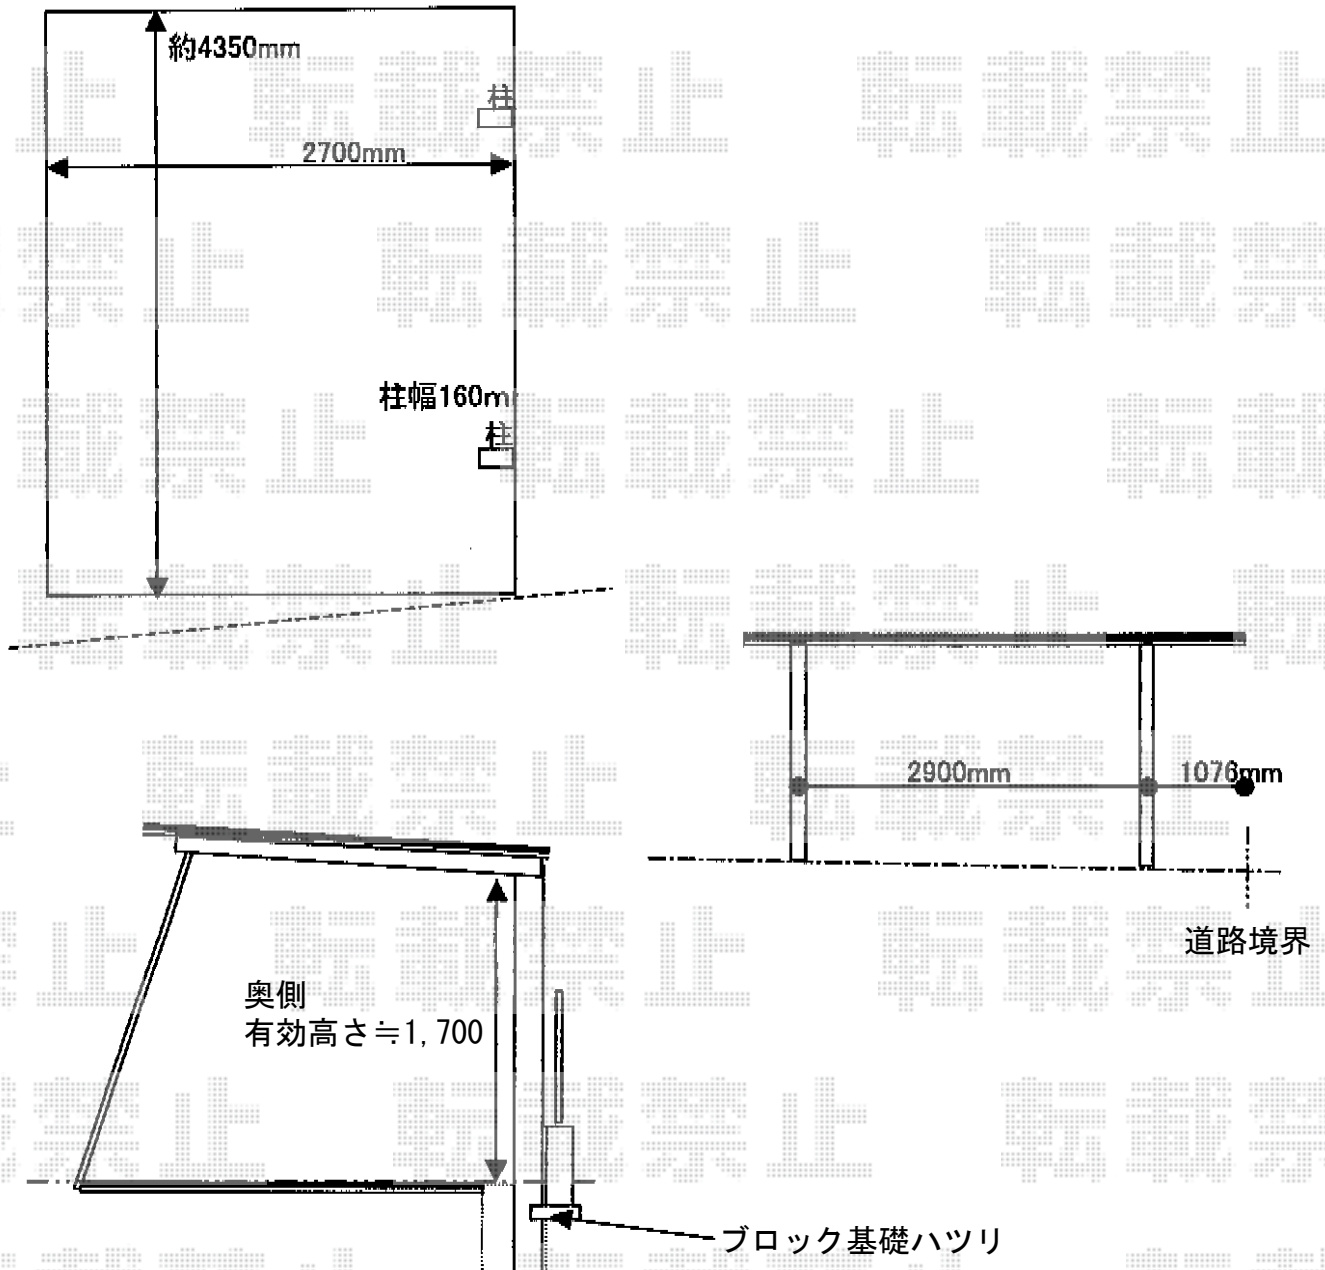 約4350mm
柱
2700mm
柱幅160m
柱
2900mm
1076mm
道路境界
奥側
有効高さ≒1,700
ブロック基礎ハツリ
転載禁止